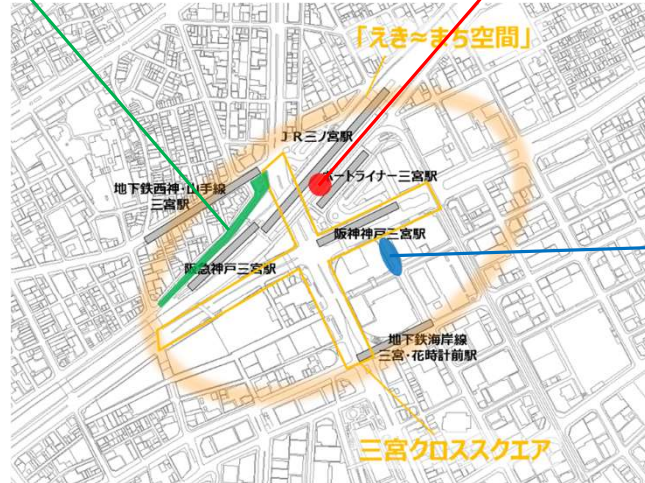 「えき≈まち空間」
JR三ノ宮駅
ポートライナー三宮駅
地下鉄西神・山手線
三宮駅
阪神神戸三宮駅
阪急神戸三宮駅
地下鉄海岸線
三宮・花時計前駅
三宮クロススクエア